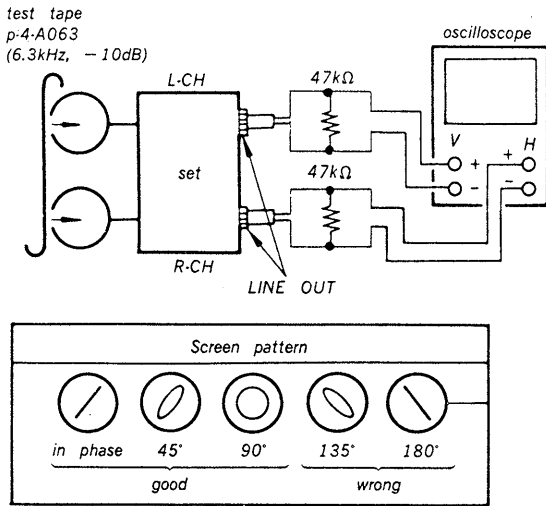 test tape
p-4-A063
(6.3kHz, −10dB)
oscilloscope
L-CH
47kΩ
set
V
H
+
+
−
−
47kΩ
R-CH
LINE OUT
Screen pattern
in phase 45° 90° 135° 180°
good wrong